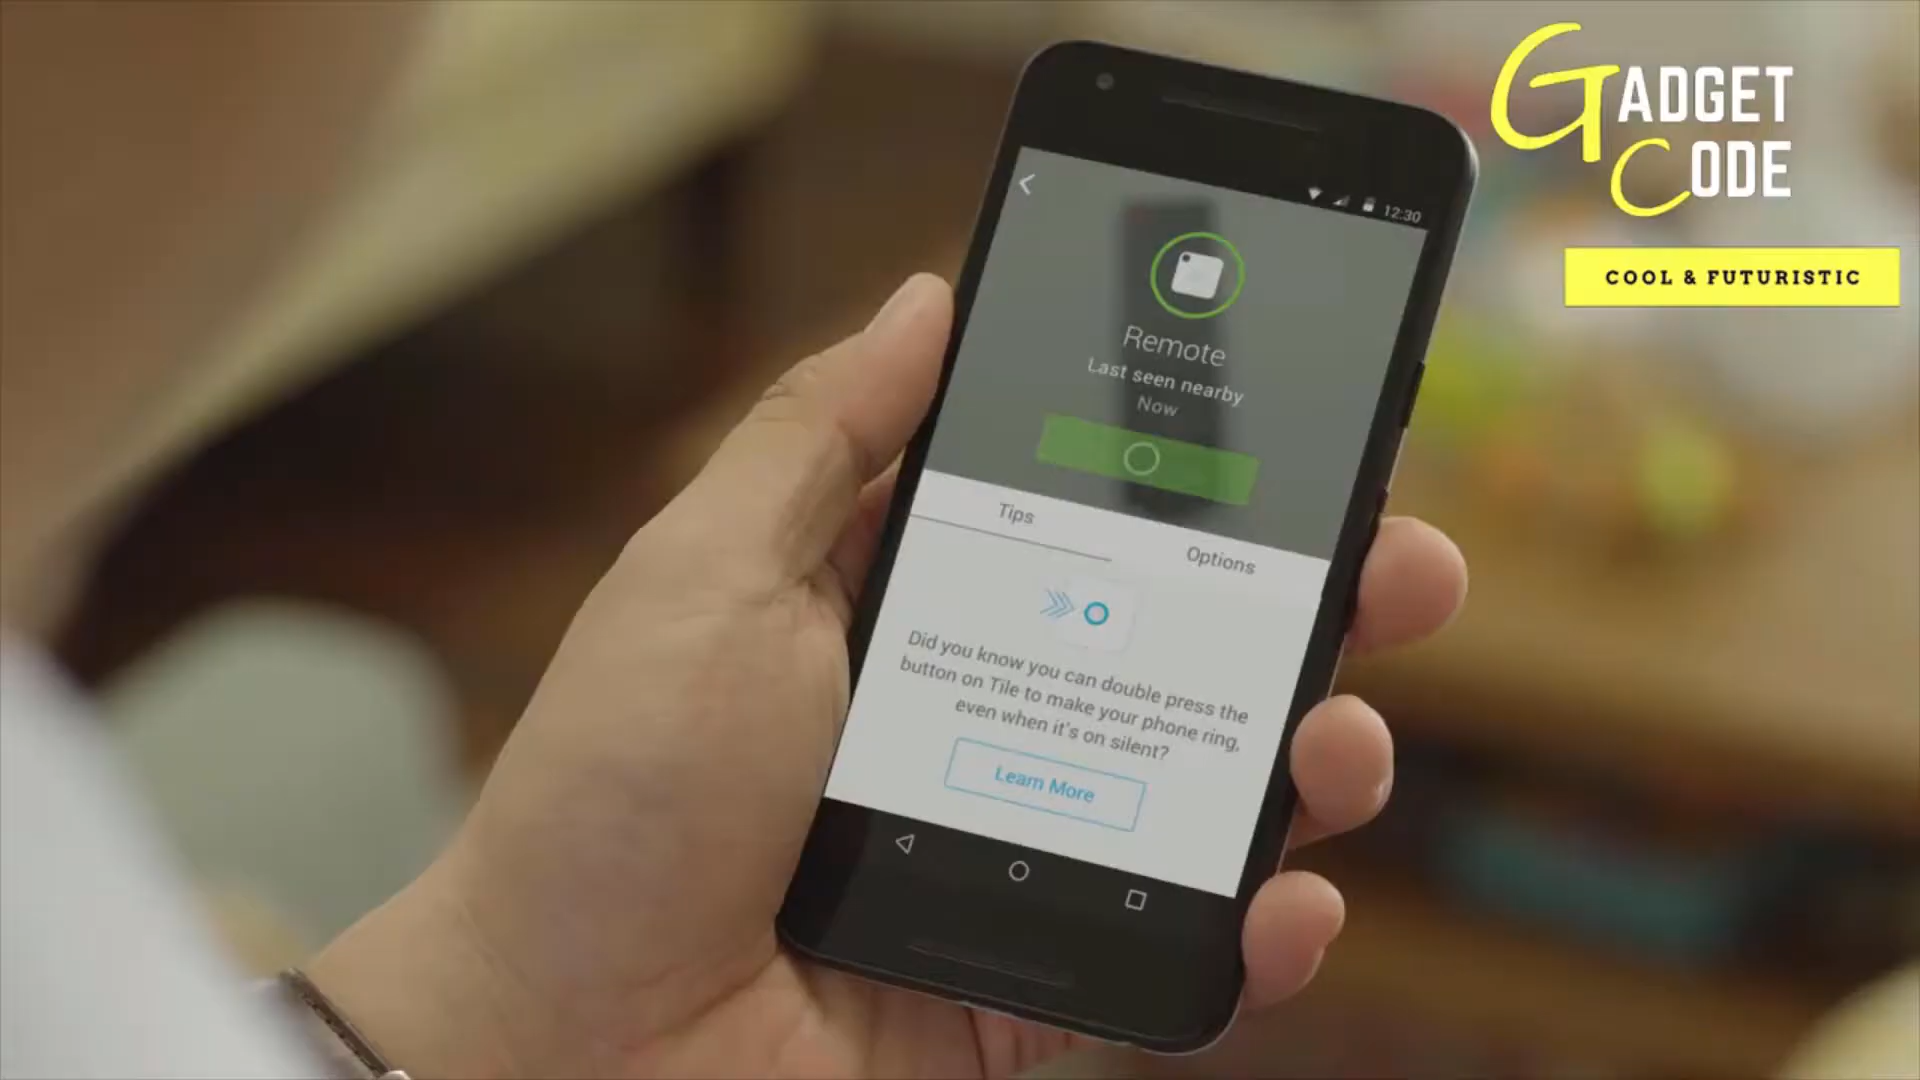 GADGET
CODE
COOL & FUTURISTIC
12:30
Remote
Last seen nearby
Now
Tips
Options
Did you know you can double press the
button on Tile to make your phone ring,
even when it's on silent?
Learn More